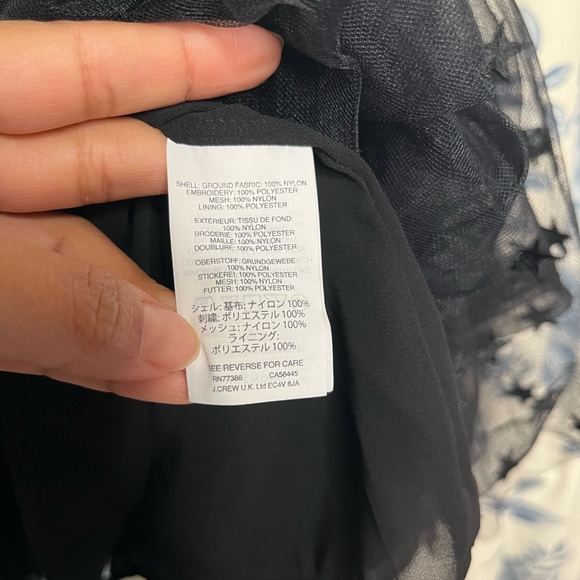 SHELL: GROUND FABRIC: 100% NYLON
EMBROIDERY: 100% POLYESTER
MESH: 100% NYLON
LINING: 100% POLYESTER
EXTÉRIEUR: TISSU DE FOND:
100% NYLON
BRODERIE: 100% POLYESTER
MAILLE: 100% NYLON
DOUBLURE: 100% POLYESTER
OBERSTOFF: GRUNDGEWEBE:
100% NYLON
STICKEREI: 100% POLYESTER
MESH: 100% NYLON
FUTTER: 100% POLYESTER
シェル: 基布: ナイロン 100%
刺繍: ポリエステル 100%
メッシュ: ナイロン 100%
ライニング:
ポリエステル 100%
SEE REVERSE FOR CARE
RN77388 CA56445
J.CREW U.K. Ltd EC4V 6JA